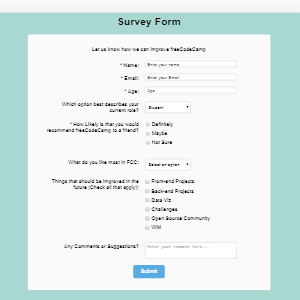 Survey Form
Let us know how we can improve freeCodeCamp
* Name:
Enter your name
* Email:
Enter your Email
* Age:
Age
Which option best describes your
current role?
Student
* How Likely is that you would
recommend freeCodeCamp to a friend?
Definitely
Maybe
Not Sure
What do you like most in FCC:
Select an option
Things that should be improved in the
future (Check all that apply):
Front-end Projects
Back-end Projects
Data Viz
Challenges
Open Source Community
Wiki
Any Comments or Suggestions?
Enter your comment here...
Submit